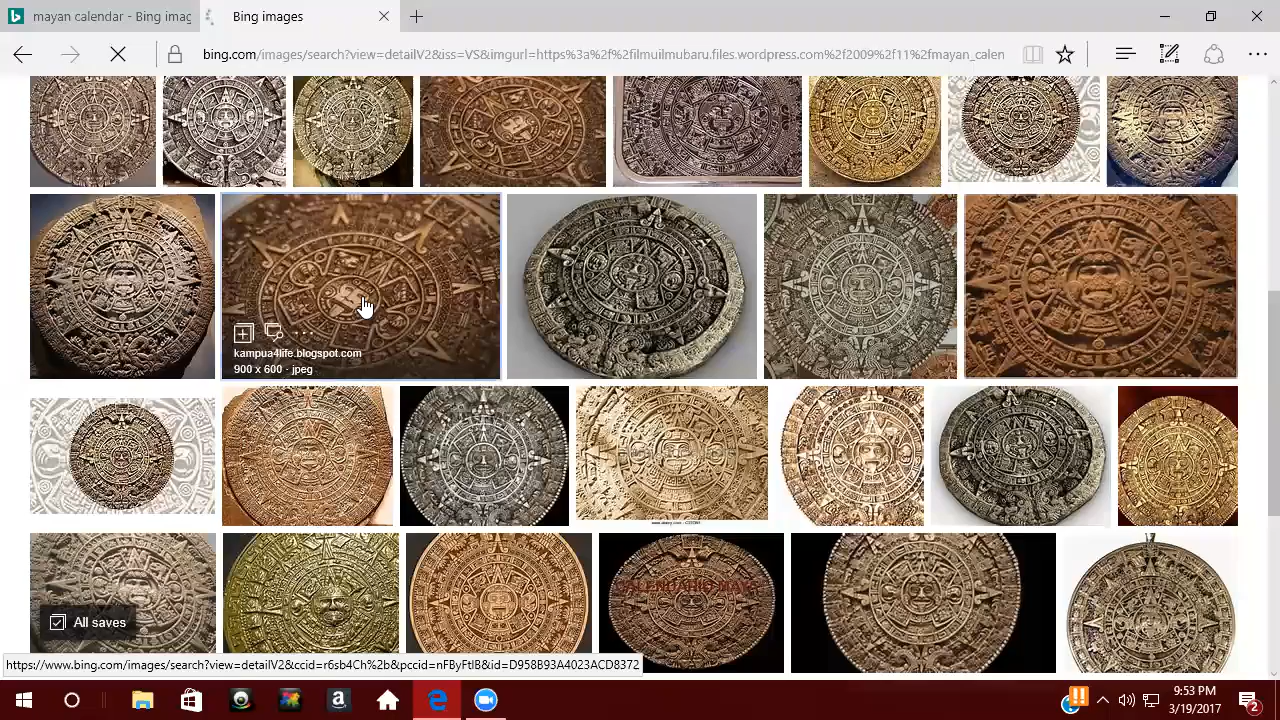 mayan calendar - Bing imag
Bing images
bing.com/images/search?view=detailV2&iss=VS&imgurl=https%3a%2f%2filmuilmubaru.files.wordpress.com%2f2009%2f11%2fmayan_calen
kampua4life.blogspot.com
900 x 600 · jpeg
CALENDARIO MAYA
All saves
https://www.bing.com/images/search?view=detailV2&ccid=r6sb4Ch%2b&pccid=nFByFtlB&id=D958B93A4023ACD8372
9:53 PM
3/19/2017
2